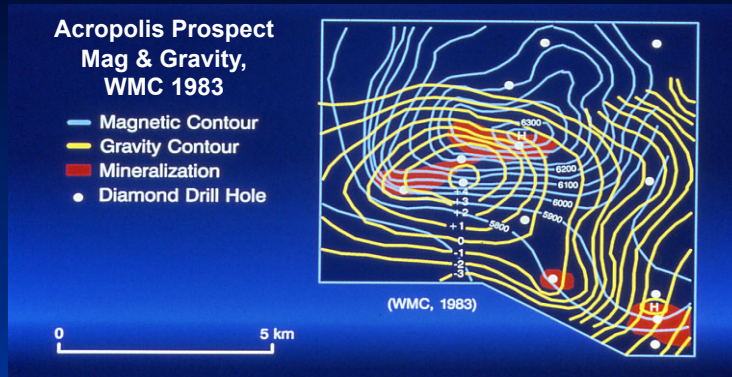 Acropolis Prospect
Mag & Gravity,
WMC 1983
Magnetic Contour
Gravity Contour
Mineralization
Diamond Drill Hole
0
5 km
6300
H
6200
6100
6000
5900
5800
+4
+3
+2
+1
0
-1
-2
-3
H
(WMC, 1983)